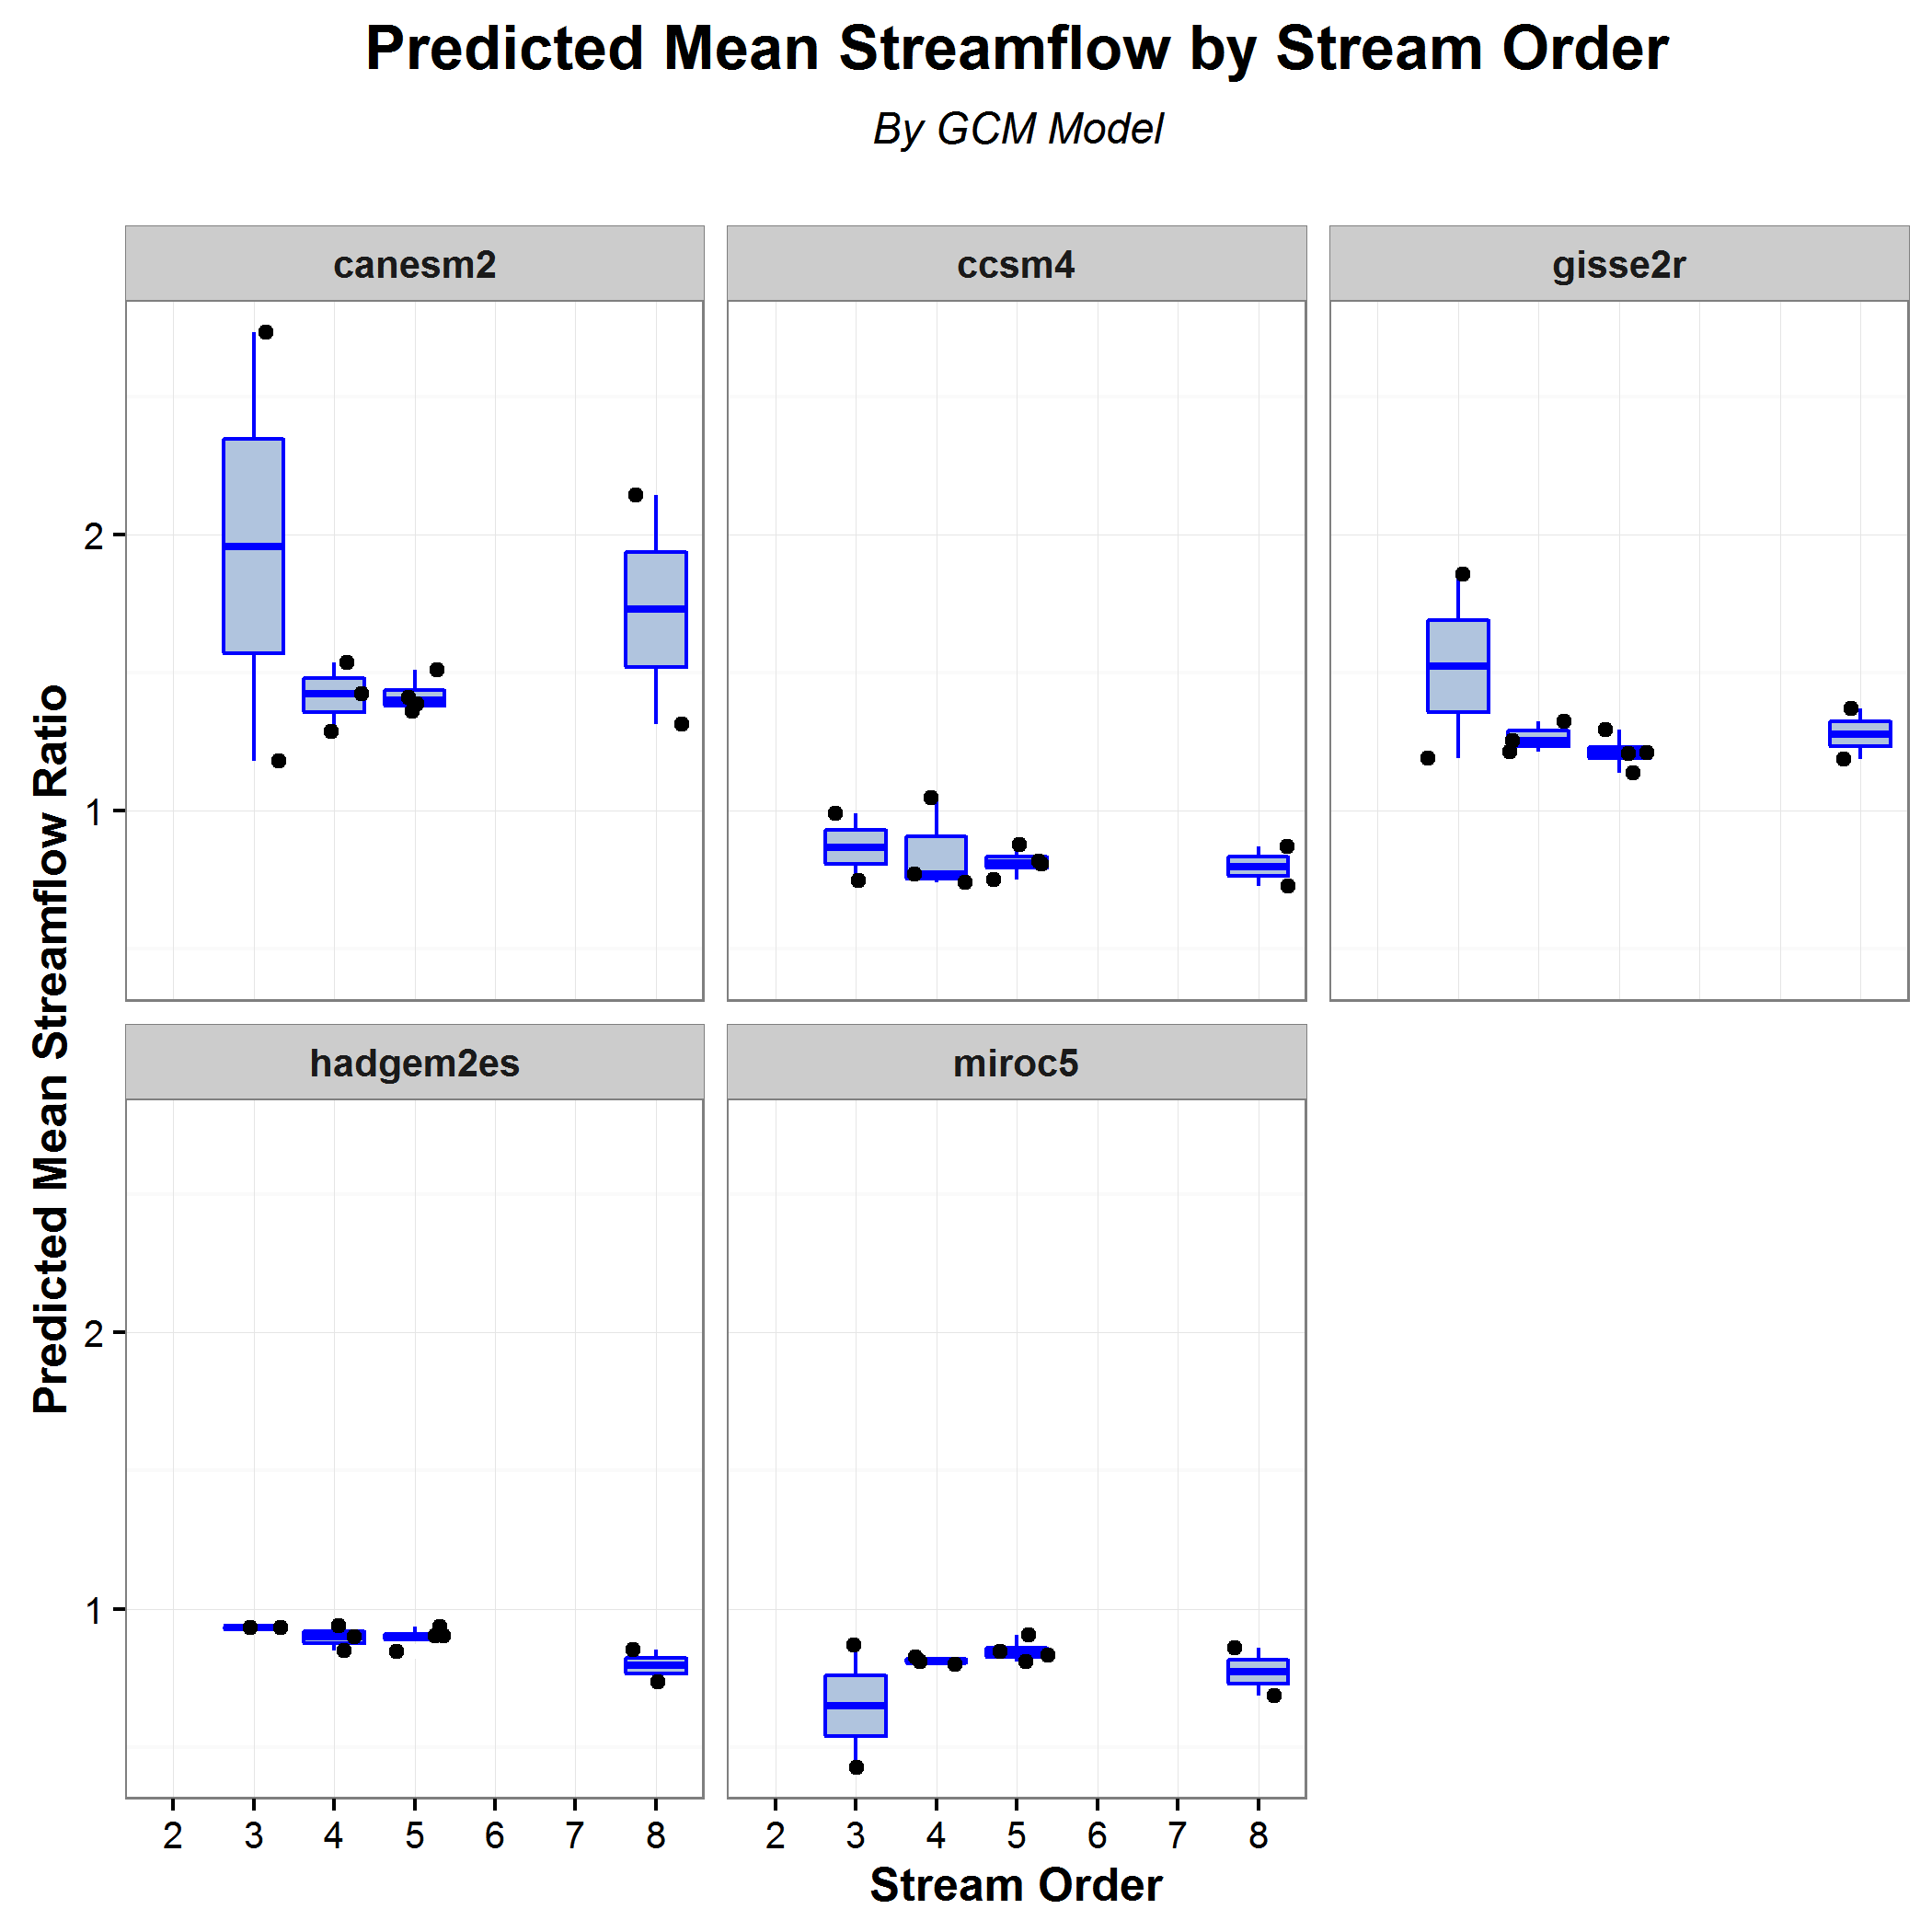 Predicted Mean Streamflow by Stream Order
By GCM Model
canesm2
ccsm4
gisse2r
2
1
hadgem2es
miroc5
2
1
2 3 4 5 6 7 8
2 3 4 5 6 7 8
Stream Order
Predicted Mean Streamflow Ratio